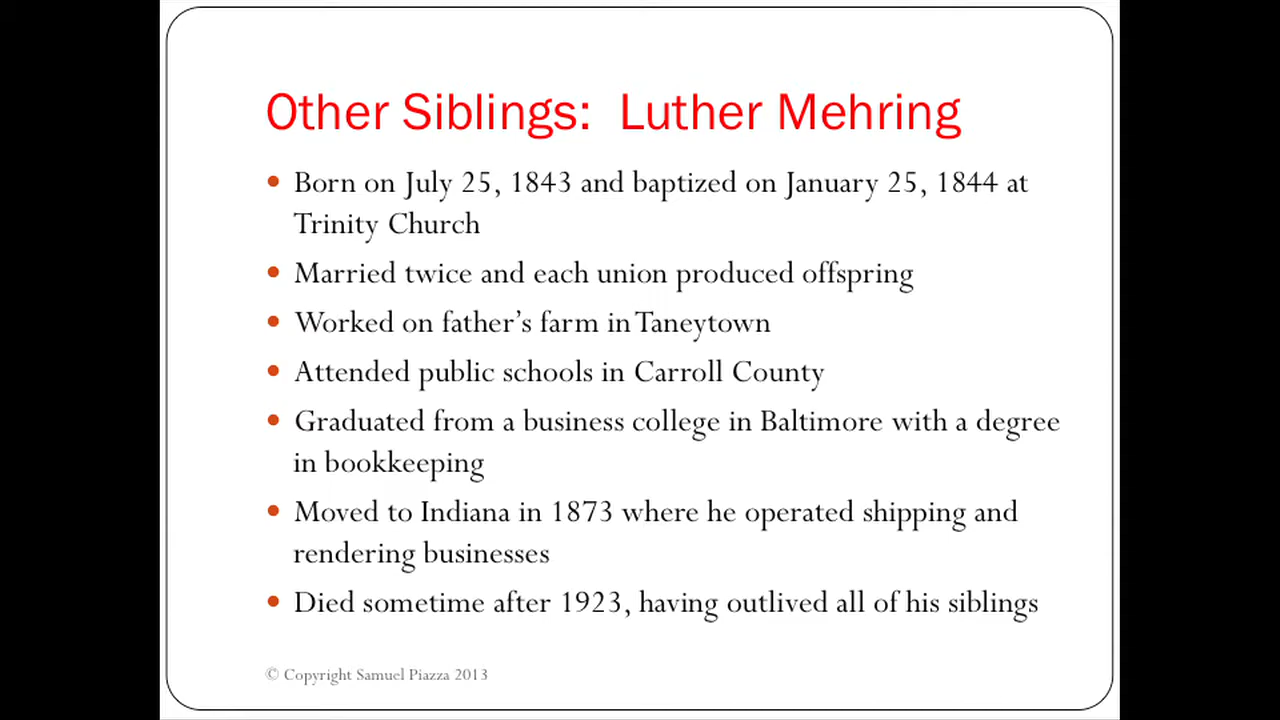 Other Siblings: Luther Mehring
• Born on July 25, 1843 and baptized on January 25, 1844 at
Trinity Church
• Married twice and each union produced offspring
• Worked on father’s farm in Taneytown
• Attended public schools in Carroll County
• Graduated from a business college in Baltimore with a degree
in bookkeeping
• Moved to Indiana in 1873 where he operated shipping and
rendering businesses
• Died sometime after 1923, having outlived all of his siblings
© Copyright Samuel Piazza 2013